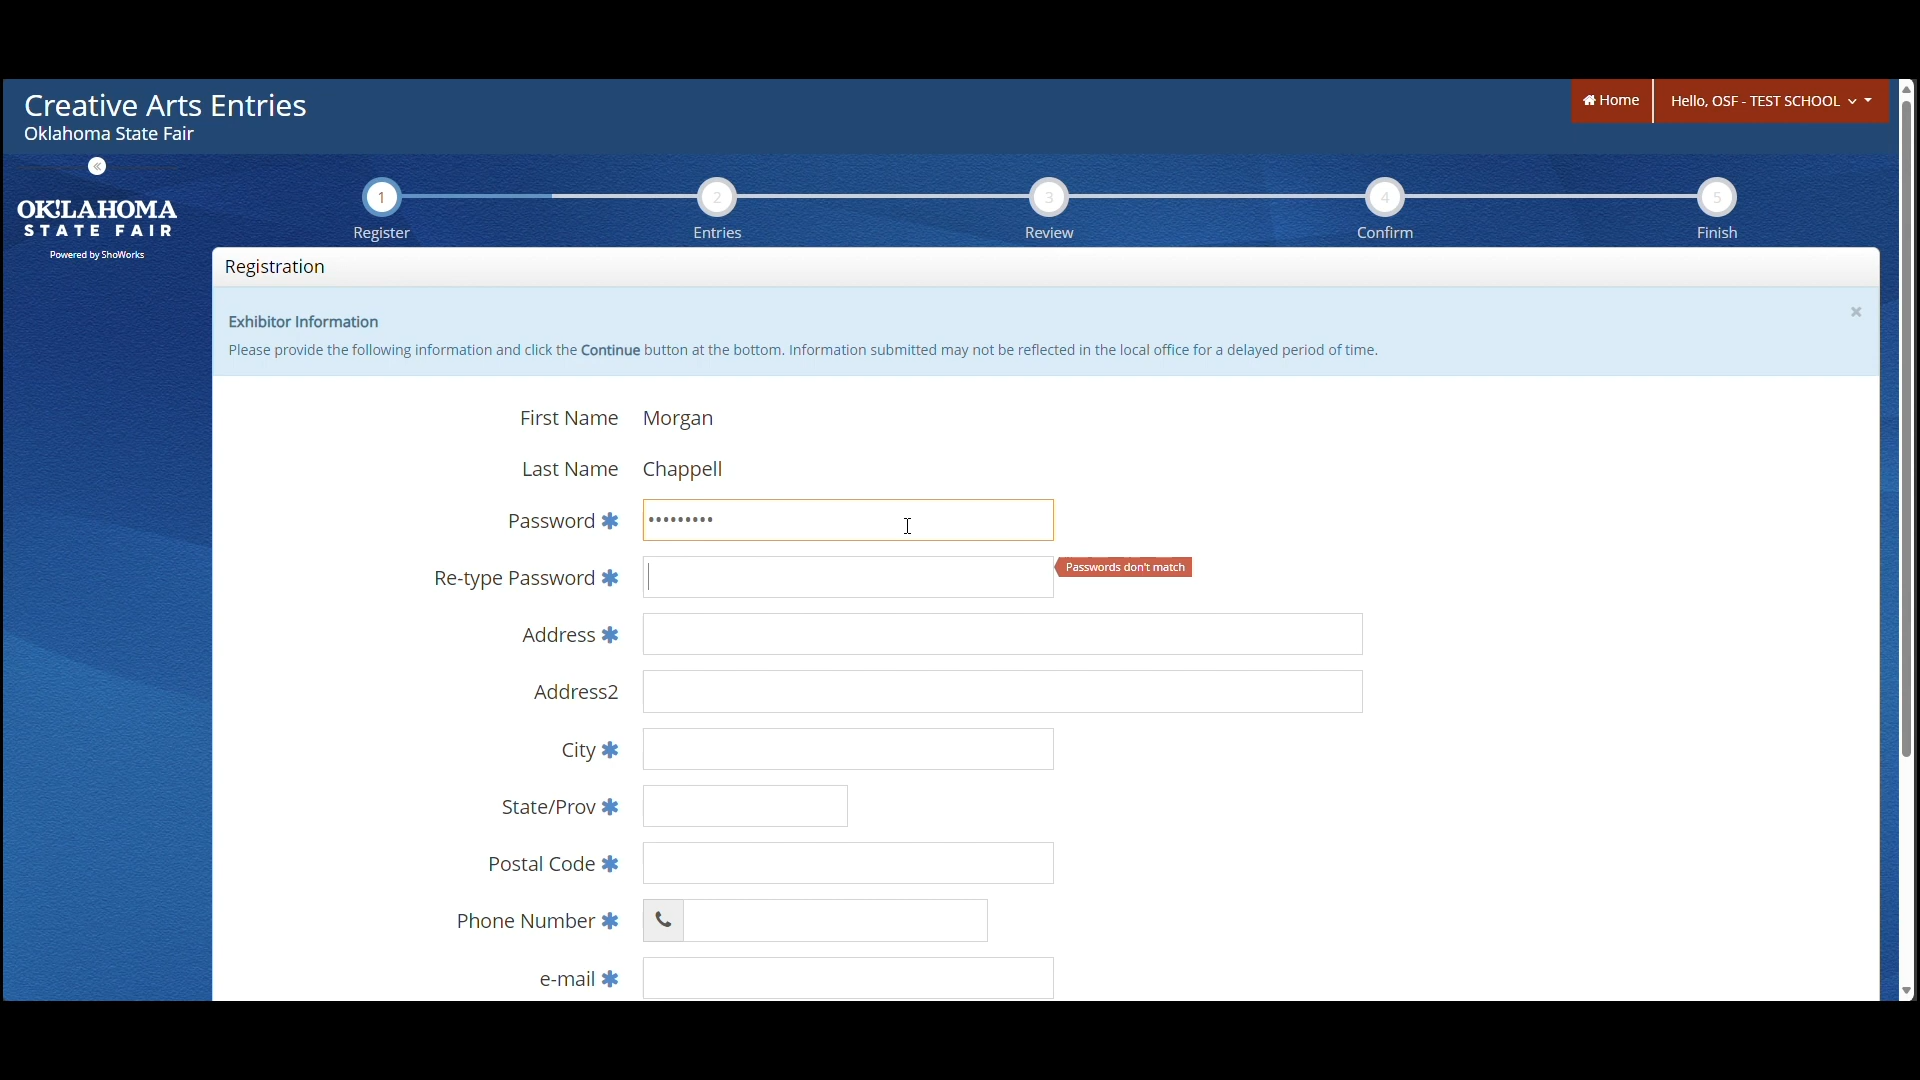 Creative Arts Entries
Oklahoma State Fair
Home
Hello, OSF - TEST SCHOOL
OK!LAHOMA
STATE FAIR
Powered by ShoWorks
1
2
3
4
5
Register
Entries
Review
Confirm
Finish
Registration
Exhibitor Information
Please provide the following information and click the Continue button at the bottom. Information submitted may not be reflected in the local office for a delayed period of time.
First Name Morgan
Last Name Chappell
Password
Re-type Password
Passwords don't match
Address
Address2
City
State/Prov
Postal Code
Phone Number
e-mail